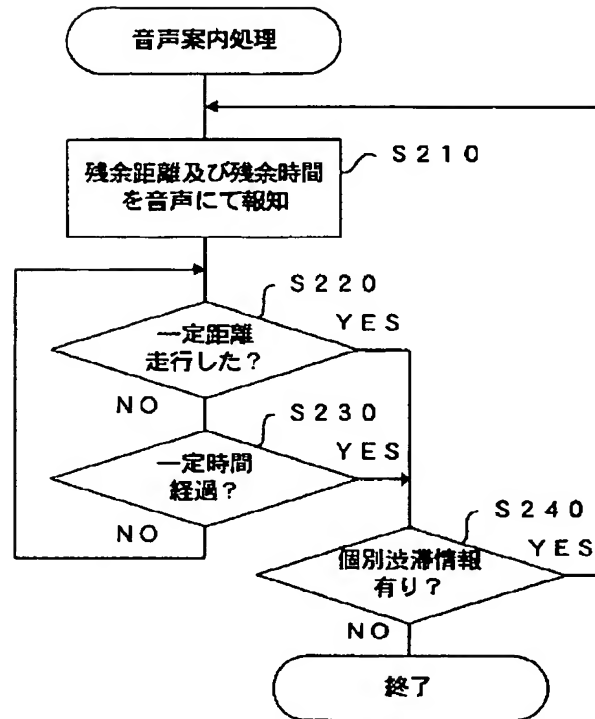 音声案内処理
残余距離及び残余時間
を音声にて報知
S210
S220
一定距離
走行した?
YES
NO
S230
一定時間
経過?
YES
NO
S240
個別渋滞情報
有り?
YES
NO
終了